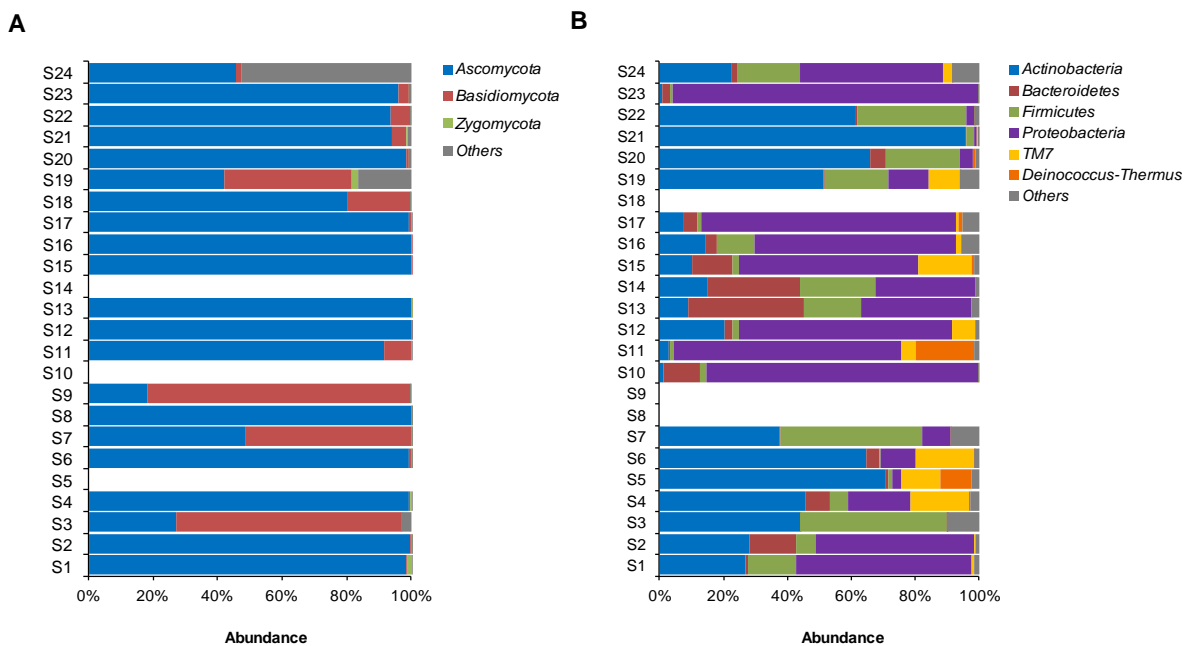 A
S24
S23
S22
S21
S20
S19
S18
S17
S16
S15
S14
S13
S12
S11
S10
S9
S8
S7
S6
S5
S4
S3
S2
S1
0% 20% 40% 60% 80% 100%
Abundance
Ascomycota
Basidiomycota
Zygomycota
Others
B
S24
S23
S22
S21
S20
S19
S18
S17
S16
S15
S14
S13
S12
S11
S10
S9
S8
S7
S6
S5
S4
S3
S2
S1
0% 20% 40% 60% 80% 100%
Abundance
Actinobacteria
Bacteroidetes
Firmicutes
Proteobacteria
TM7
Deinococcus-Thermus
Others